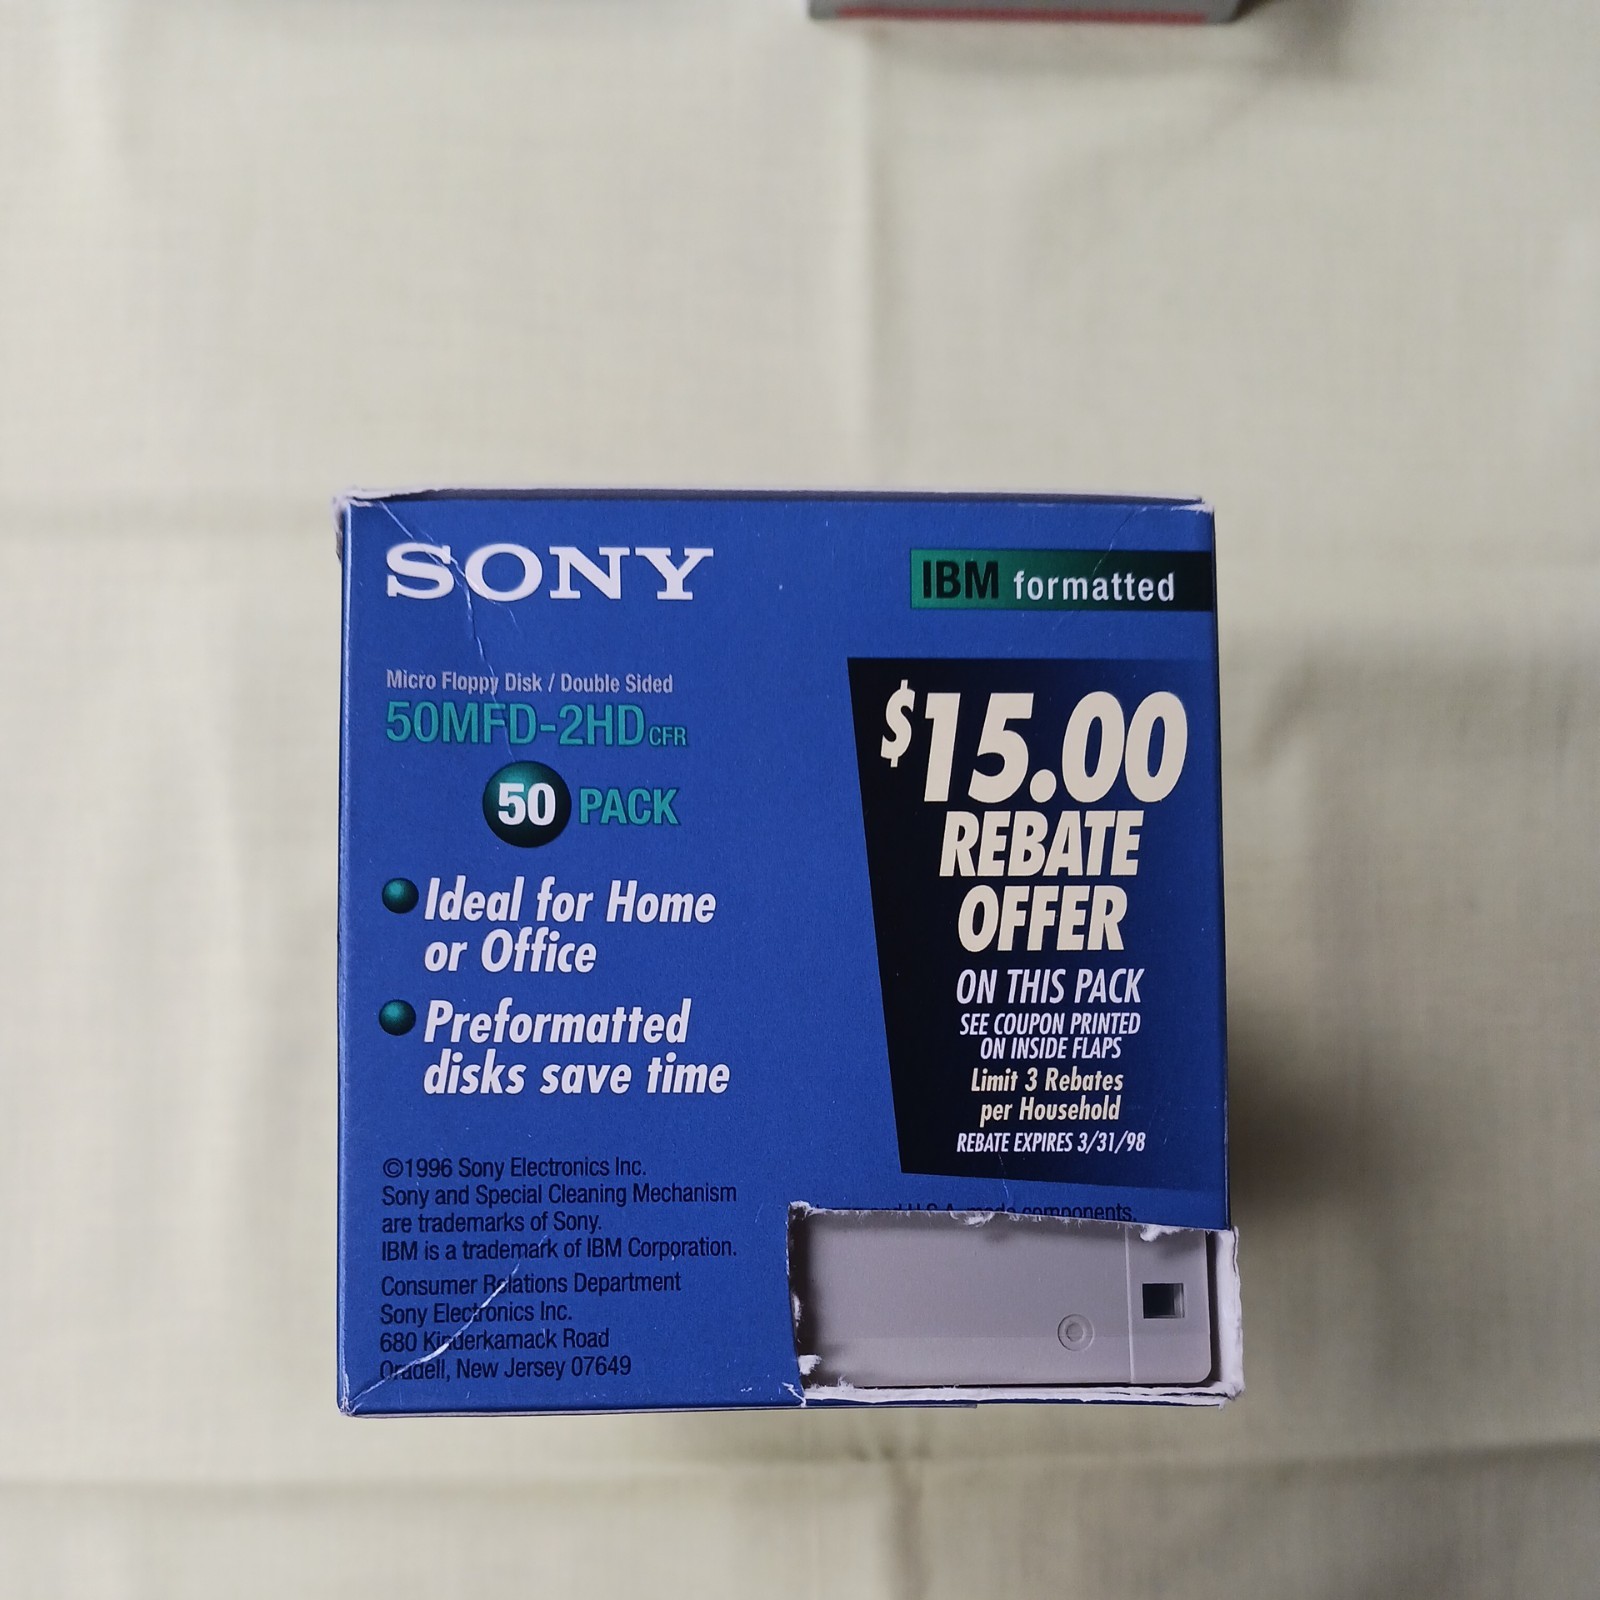 SONY
IBM formatted
Micro Floppy Disk / Double Sided
50MFD-2HD CFR
50 PACK
Ideal for Home
or Office
Preformatted
disks save time
©1996 Sony Electronics Inc.
Sony and Special Cleaning Mechanism
are trademarks of Sony.
IBM is a trademark of IBM Corporation.
Consumer Relations Department
Sony Electronics Inc.
680 Kinderkamack Road
Oradell, New Jersey 07649
$15.00
REBATE
OFFER
ON THIS PACK
SEE COUPON PRINTED
ON INSIDE FLAPS
Limit 3 Rebates
per Household
REBATE EXPIRES 3/31/98
and U.S.A. made components.